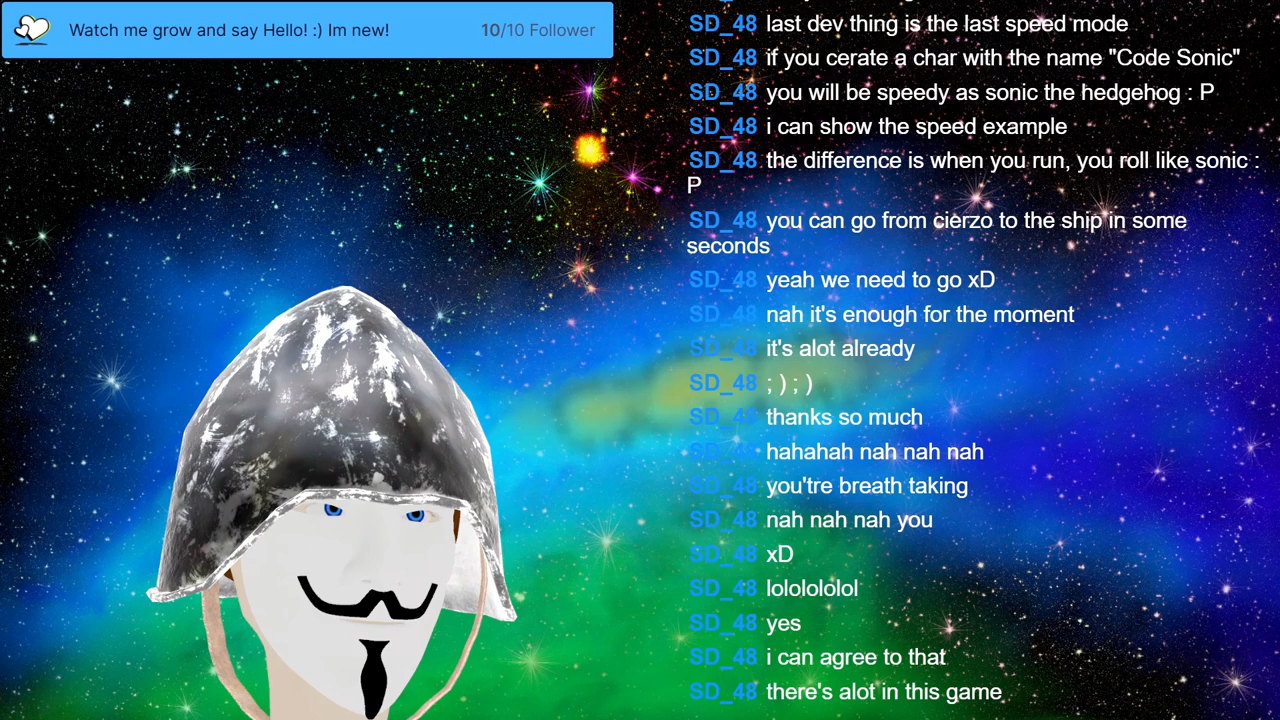 Watch me grow and say Hello! :) Im new! 10/10 Follower
SD_48 last dev thing is the last speed mode
SD_48 if you cerate a char with the name "Code Sonic"
SD_48 you will be speedy as sonic the hedgehog : P
SD_48 i can show the speed example
SD_48 the difference is when you run, you roll like sonic :
P
SD_48 you can go from cierzo to the ship in some
seconds
SD_48 yeah we need to go xD
SD_48 nah it's enough for the moment
SD_48 it's alot already
SD_48 ; ) ; )
SD_48 thanks so much
SD_48 hahahah nah nah nah
SD_48 you'tre breath taking
SD_48 nah nah nah you
SD_48 xD
SD_48 lolololol​ol
SD_48 yes
SD_48 i can agree to that
SD_48 there's alot in this game